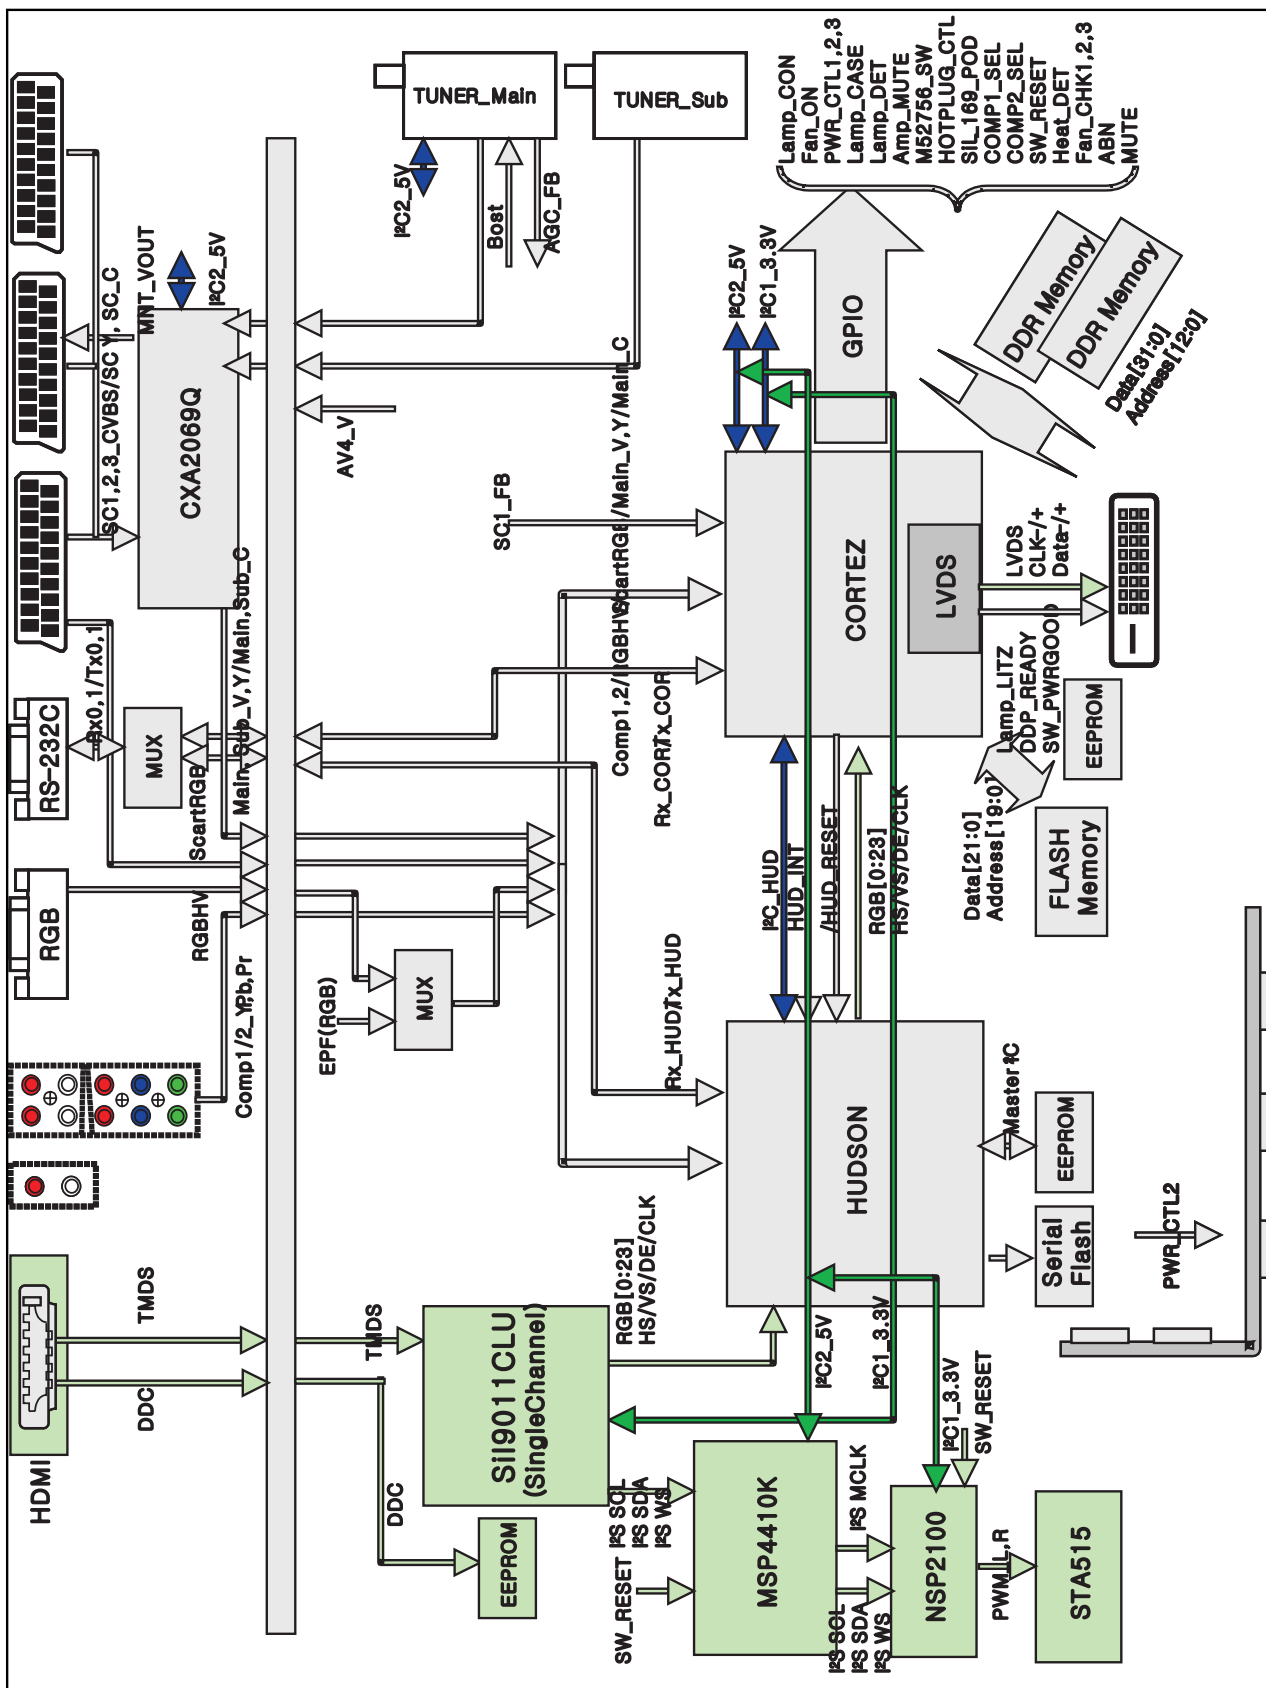 TUNER_Main
TUNER_Sub
Lamp_CON
Fan_ON
PWR_CTL1,2,3
Lamp_CASE
Lamp_DET
Amp_MUTE
M52756_SW
HOTPLUG_CTL
SIL_169_POD
COMP1_SEL
COMP2_SEL
SW_RESET
Heat_DET
Fan_CHK1,2,3
ABN
MUTE
I²C2_5V
Bost
AGC_FB
MNT_VOUT
I²C2_5V
SC1,2,3_CVBS/SC Y, SC_C
CXA2069Q
AV4_V
I²C2_5V
I²C1_3.3V
GPIO
DDR Memory
DDR Memory
Data[31:0]
Address[12:0]
SC1_FB
CORTEZ
LVDS
LVDS
CLK-/+
Data-/+
Lamp_LITZ
DDP_READY
SW_PWRGOOD
EEPROM
FLASH
Memory
Data[21:0]
Address[19:0]
RS-232C
Rx0,1/Tx0,1
MUX
ScartRGB
Main, Sub_V,Y/Main,Sub_C
Comp1,2/RGBHV/ScartRGB/Main_V,Y/Main_C
Rx_COR/Tx_COR
RGB
RGBHV
Comp1/2_Y,Pb,Pr
EPF(RGB)
MUX
Rx_HUD/Tx_HUD
I²C_HUD
HUD_INT
/HUD_RESET
RGB[0:23]
HS/VS/DE/CLK
HUDSON
Master I²C
EEPROM
Serial
Flash
PWR_CTL2
HDMI
TMDS
DDC
TMDS
DDC
SiI9011CLU
(SingleChannel)
RGB[0:23]
HS/VS/DE/CLK
EEPROM
I²S SCL
I²S SDA
I²S WS
SW_RESET
MSP4410K
I²C2_5V
I²C1_3.3V
I²C1_3.3V
SW_RESET
I²S MCLK
I²S SCL
I²S SDA
I²S WS
NSP2100
PWM_L,R
STA515